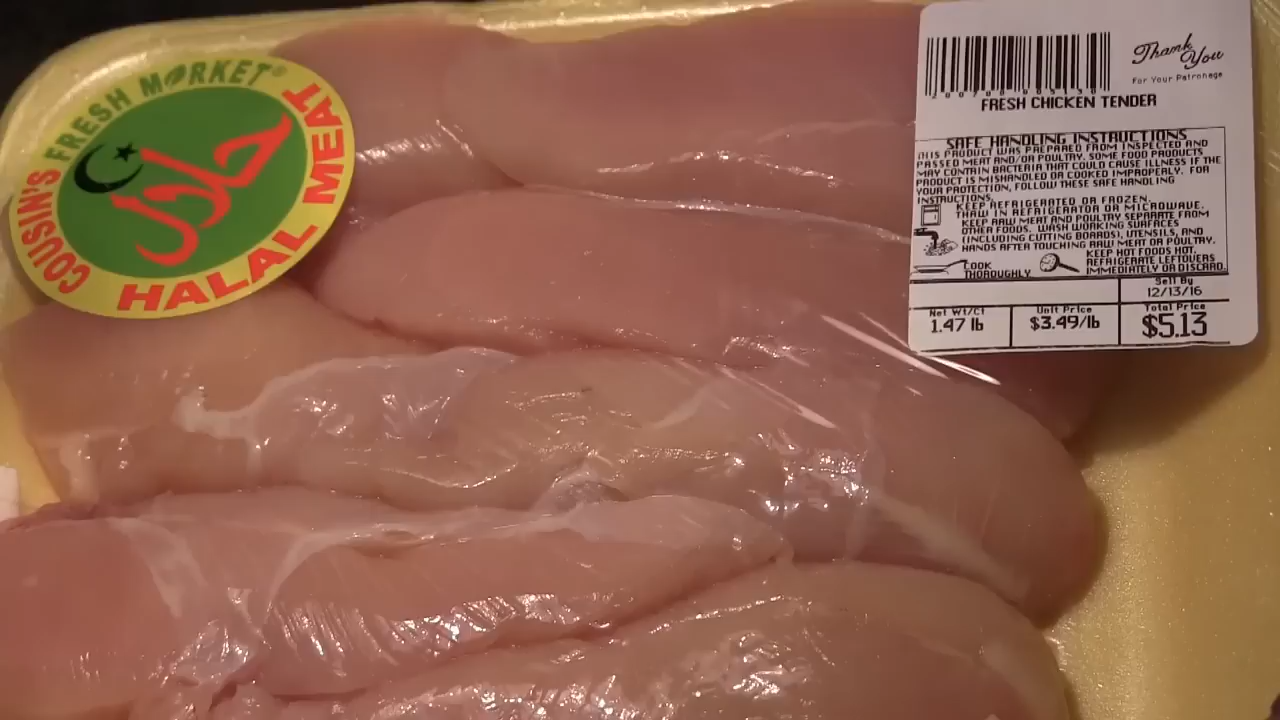 COUSIN'S FRESH MARKET
حلال
HALAL MEAT
Thank
You
For Your Patronage
FRESH CHICKEN TENDER
SAFE HANDLING INSTRUCTIONS
THIS PRODUCT WAS PREPARED FROM INSPECTED AND
PASSED MEAT AND/OR POULTRY. SOME FOOD PRODUCTS
MAY CONTAIN BACTERIA THAT COULD CAUSE ILLNESS IF THE
PRODUCT IS MISHANDLED OR COOKED IMPROPERLY. FOR
YOUR PROTECTION, FOLLOW THESE SAFE HANDLING
INSTRUCTIONS.
KEEP REFRIGERATED OR FROZEN.
THAW IN REFRIGERATOR OR MICROWAVE.
KEEP RAW MEAT AND POULTRY SEPARATE FROM
OTHER FOODS. WASH WORKING SURFACES
(INCLUDING CUTTING BOARDS), UTENSILS, AND
HANDS AFTER TOUCHING RAW MEAT OR POULTRY.
COOK
THOROUGHLY
KEEP HOT FOODS HOT.
REFRIGERATE LEFTOVERS
IMMEDIATELY OR DISCARD.
Sell By
12/13/16
Net Wt/Ct
1.47 lb
Unit Price
$3.49/lb
Total Price
$5.13